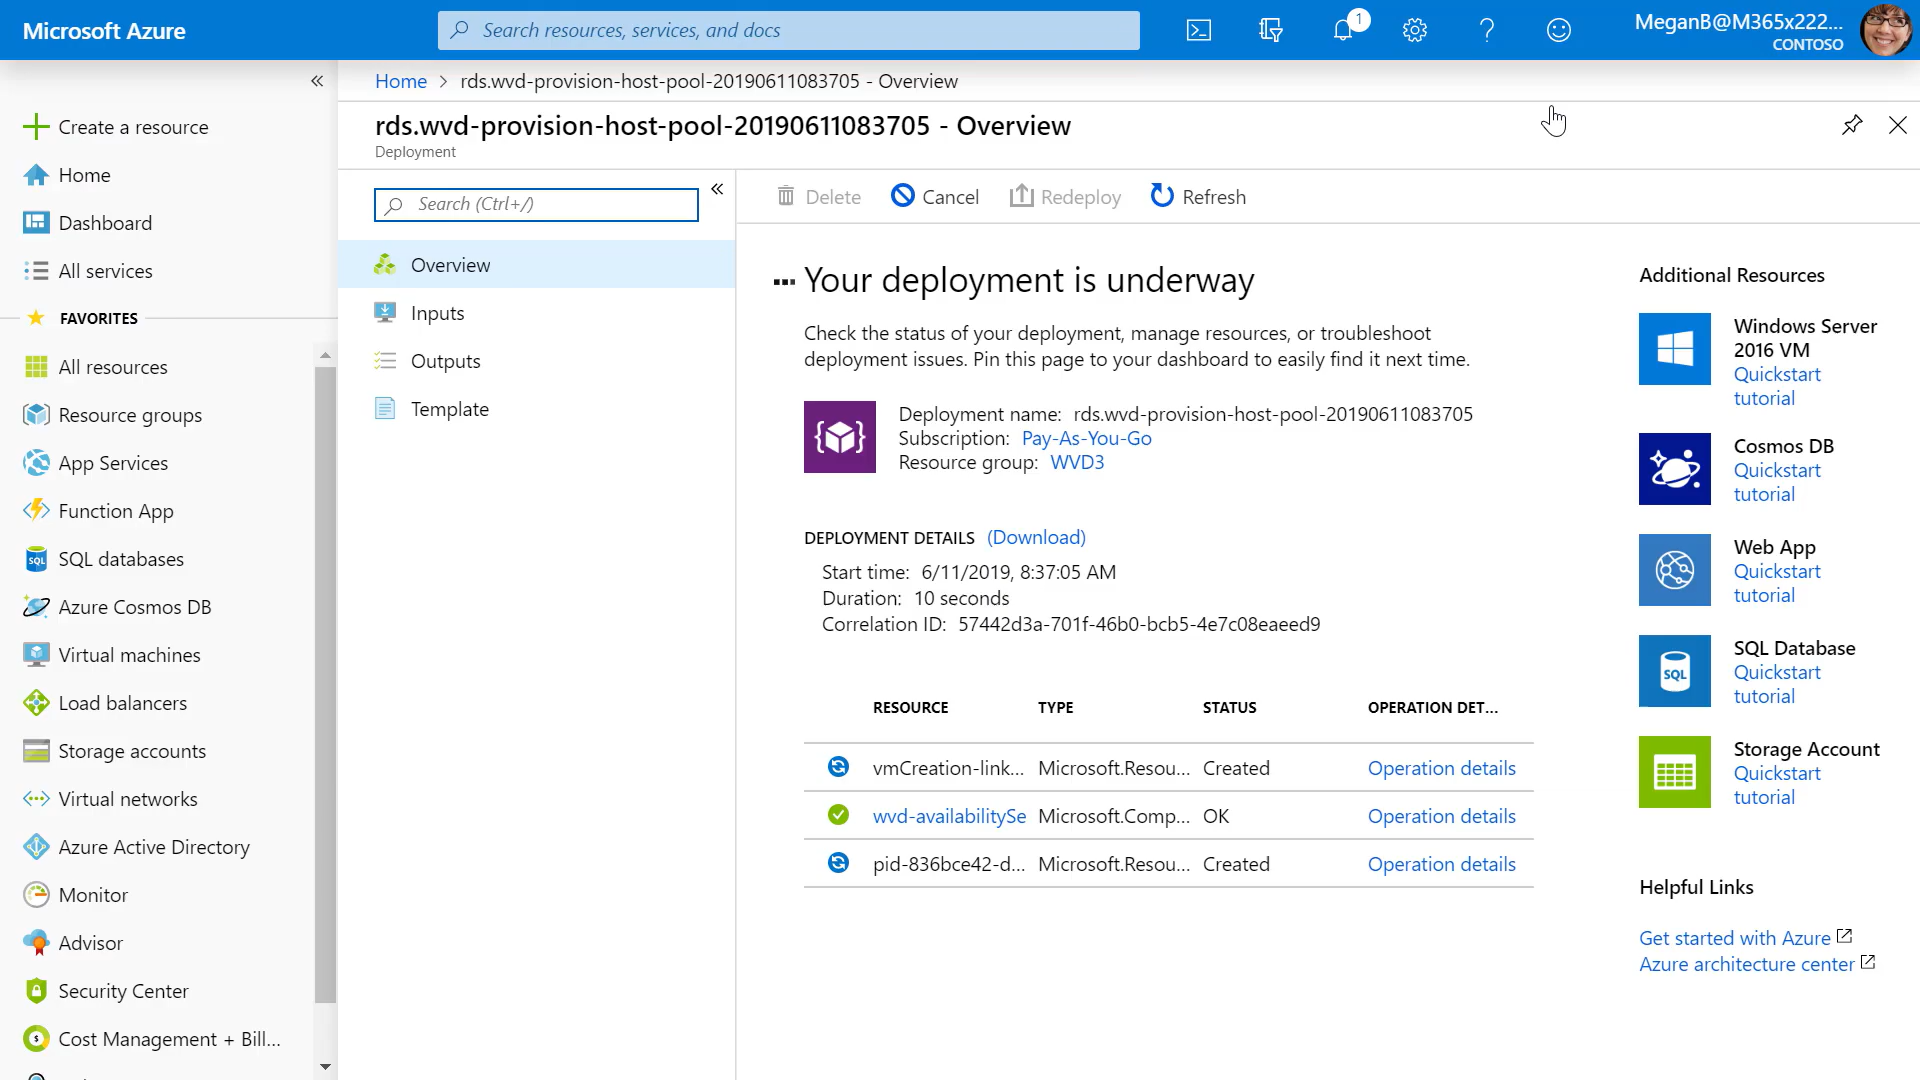 Microsoft Azure
Search resources, services, and docs
1
MeganB@M365x222...
CONTOSO
Create a resource
Home
Dashboard
All services
FAVORITES
All resources
Resource groups
App Services
Function App
SQL databases
Azure Cosmos DB
Virtual machines
Load balancers
Storage accounts
Virtual networks
Azure Active Directory
Monitor
Advisor
Security Center
Cost Management + Bill...
Home > rds.wvd-provision-host-pool-20190611083705 - Overview
rds.wvd-provision-host-pool-20190611083705 - Overview
Deployment
Search (Ctrl+/)
Overview
Inputs
Outputs
Template
Delete Cancel Redeploy Refresh
Your deployment is underway
Check the status of your deployment, manage resources, or troubleshoot
deployment issues. Pin this page to your dashboard to easily find it next time.
Deployment name: rds.wvd-provision-host-pool-20190611083705
Subscription: Pay-As-You-Go
Resource group: WVD3
DEPLOYMENT DETAILS (Download)
Start time: 6/11/2019, 8:37:05 AM
Duration: 10 seconds
Correlation ID: 57442d3a-701f-46b0-bcb5-4e7c08eaeed9
RESOURCE TYPE STATUS OPERATION DET...
vmCreation-link... Microsoft.Resou... Created Operation details
wvd-availabilitySe Microsoft.Comp... OK Operation details
pid-836bce42-d... Microsoft.Resou... Created Operation details
Additional Resources
Windows Server
2016 VM
Quickstart
tutorial
Cosmos DB
Quickstart
tutorial
Web App
Quickstart
tutorial
SQL
SQL Database
Quickstart
tutorial
Storage Account
Quickstart
tutorial
Helpful Links
Get started with Azure
Azure architecture center